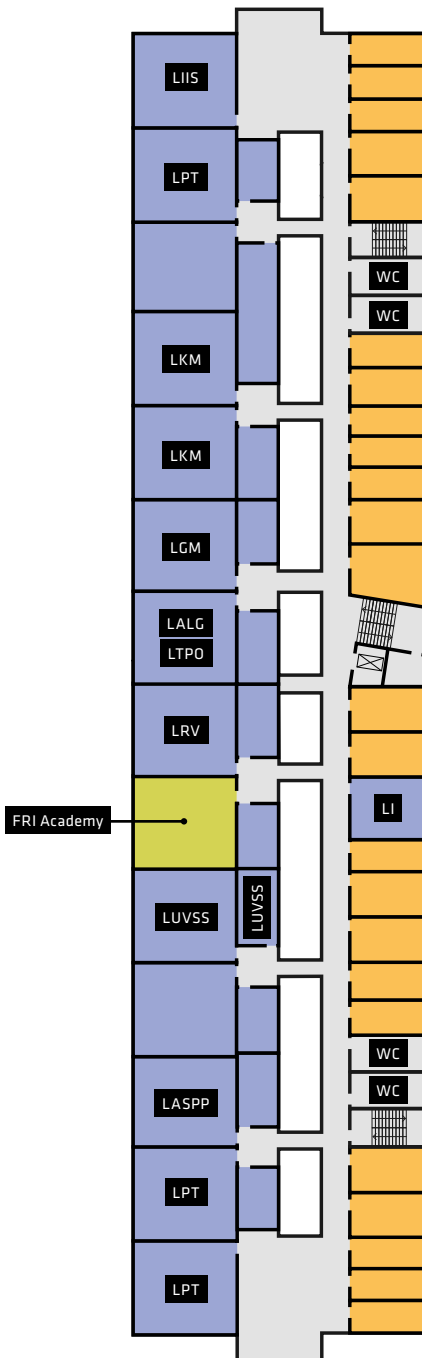 LIIS
LPT
WC
WC
LKM
LKM
LGM
LALG
LTPO
LRV
LI
FRI Academy
LUVSS
LUVSS
WC
LASPP
WC
LPT
LPT